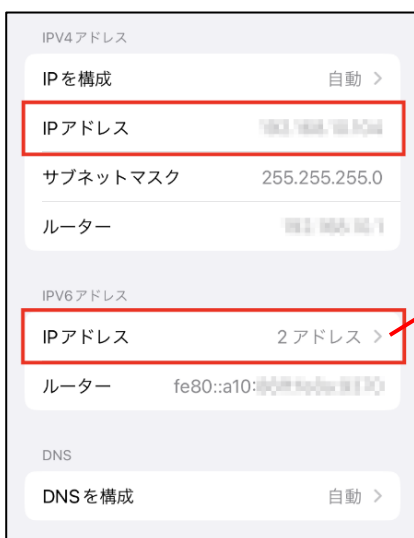 IPV4アドレス
IPを構成 自動 >
IPアドレス
サブネットマスク 255.255.255.0
ルーター
IPV6アドレス
IPアドレス 2 アドレス >
ルーター fe80::a10:
DNS
DNSを構成 自動 >